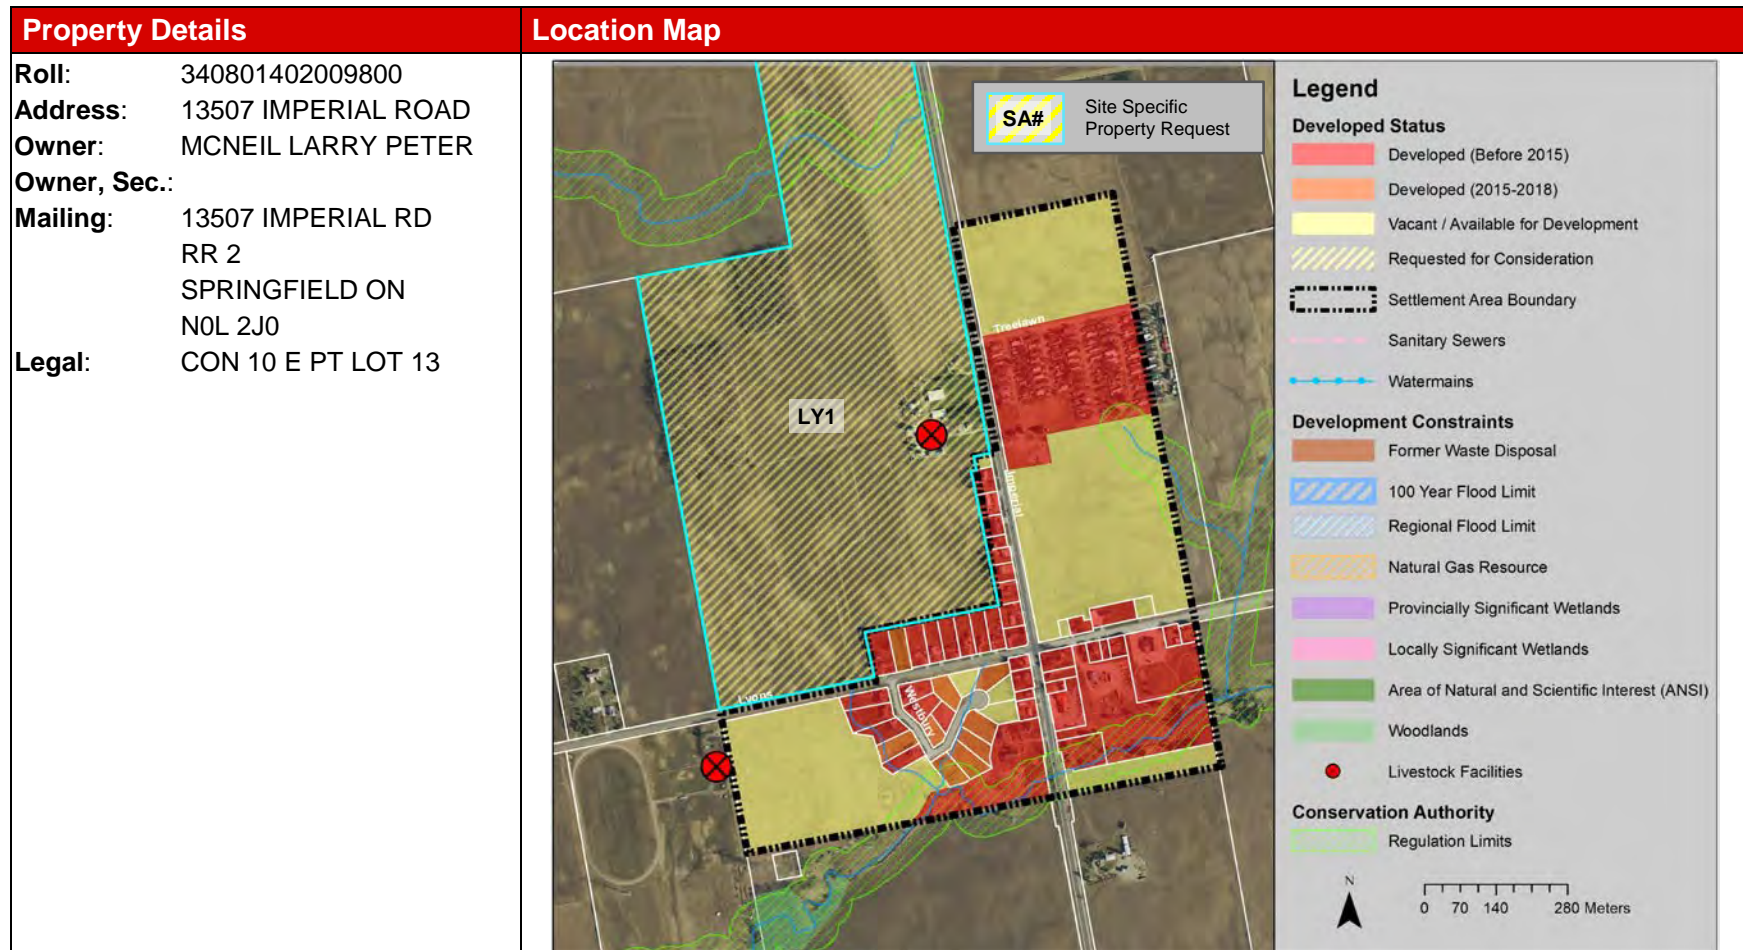 Property Details
Location Map
Roll: 340801402009800
Address: 13507 IMPERIAL ROAD
Owner: MCNEIL LARRY PETER
Owner, Sec.:
Mailing: 13507 IMPERIAL RD
RR 2
SPRINGFIELD ON
N0L 2J0
Legal: CON 10 E PT LOT 13
SA#
Site Specific
Property Request
Treelawn
LY1
Imperial
Lyons
Westbury
Legend
Developed Status
Developed (Before 2015)
Developed (2015-2018)
Vacant / Available for Development
Requested for Consideration
Settlement Area Boundary
Sanitary Sewers
Watermains
Development Constraints
Former Waste Disposal
100 Year Flood Limit
Regional Flood Limit
Natural Gas Resource
Provincially Significant Wetlands
Locally Significant Wetlands
Area of Natural and Scientific Interest (ANSI)
Woodlands
Livestock Facilities
Conservation Authority
Regulation Limits
N
0 70 140 280 Meters